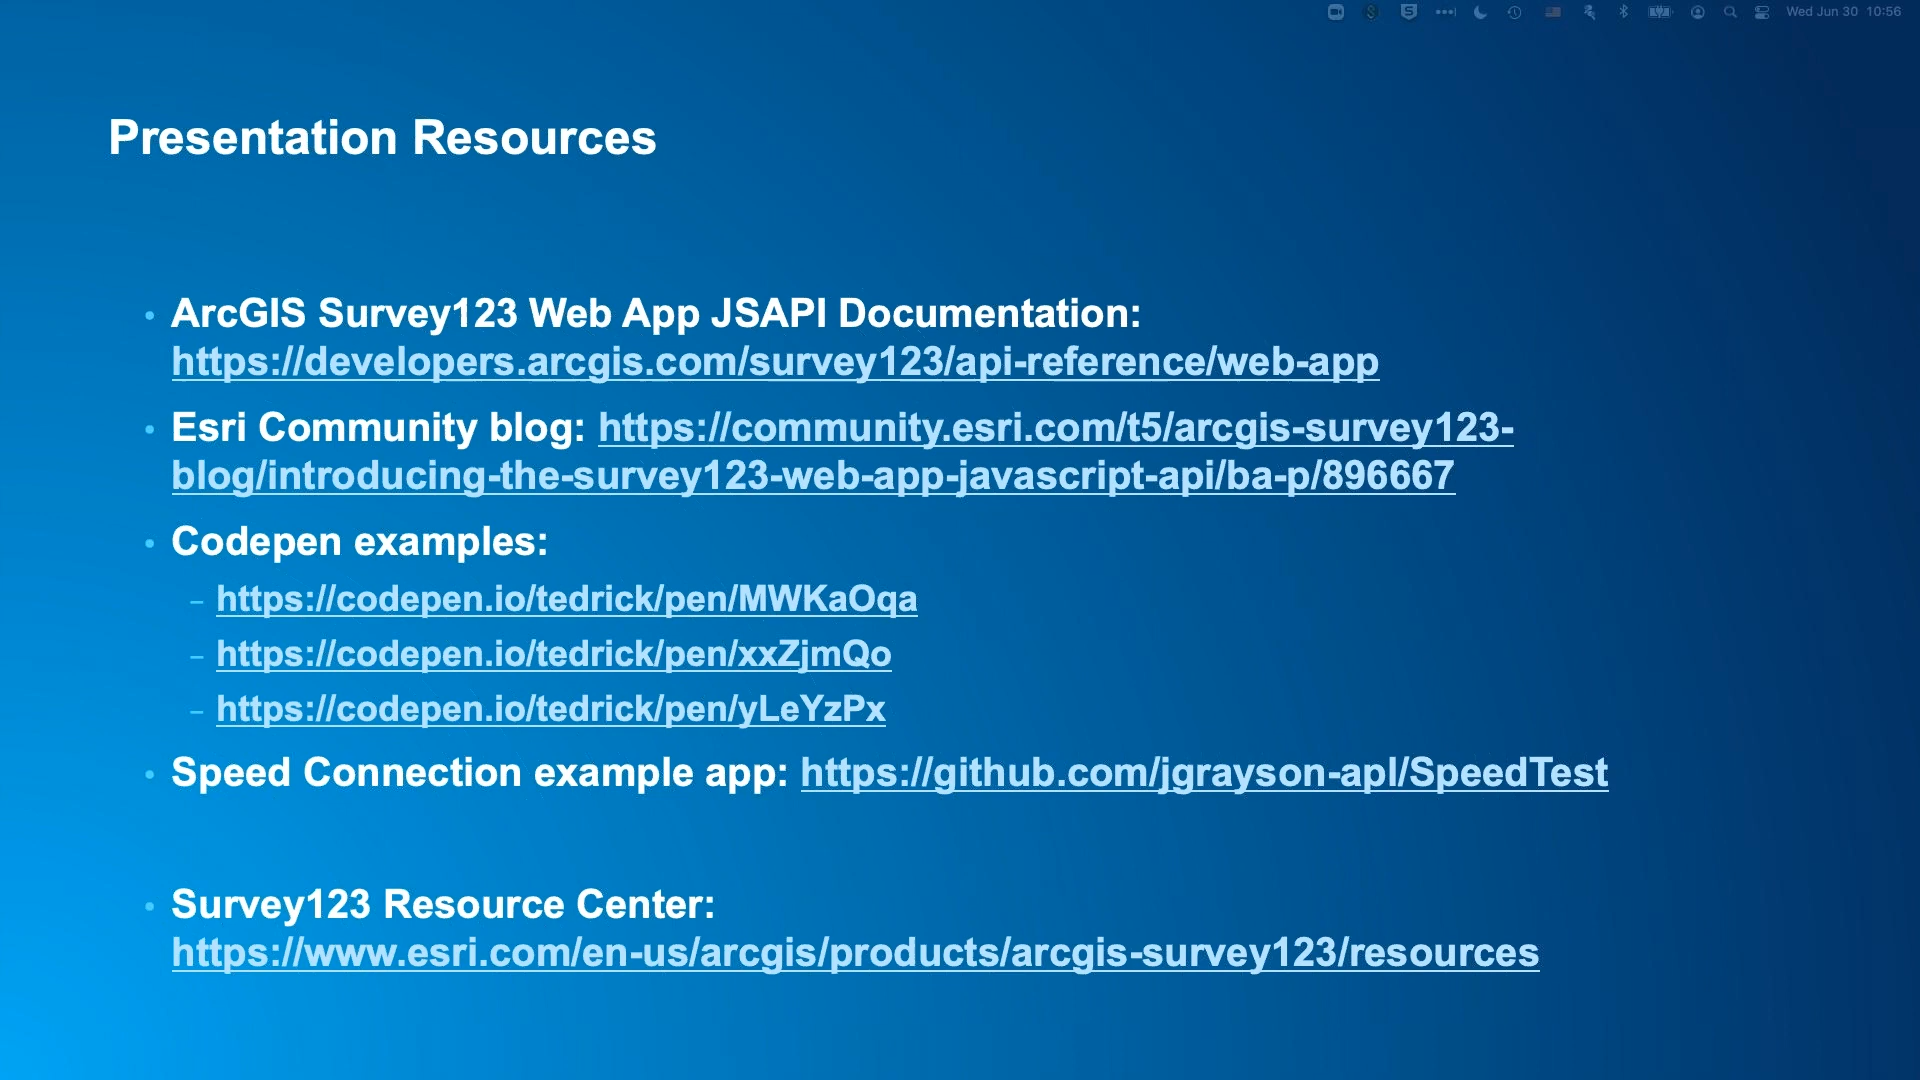 Wed Jun 30 10:56
Presentation Resources
• ArcGIS Survey123 Web App JSAPI Documentation:
https://developers.arcgis.com/survey123/api-reference/web-app
• Esri Community blog: https://community.esri.com/t5/arcgis-survey123-
blog/introducing-the-survey123-web-app-javascript-api/ba-p/896667
• Codepen examples:
– https://codepen.io/tedrick/pen/MWKaOqa
– https://codepen.io/tedrick/pen/xxZjmQo
– https://codepen.io/tedrick/pen/yLeYzPx
• Speed Connection example app: https://github.com/jgrayson-apl/SpeedTest
• Survey123 Resource Center:
https://www.esri.com/en-us/arcgis/products/arcgis-survey123/resources